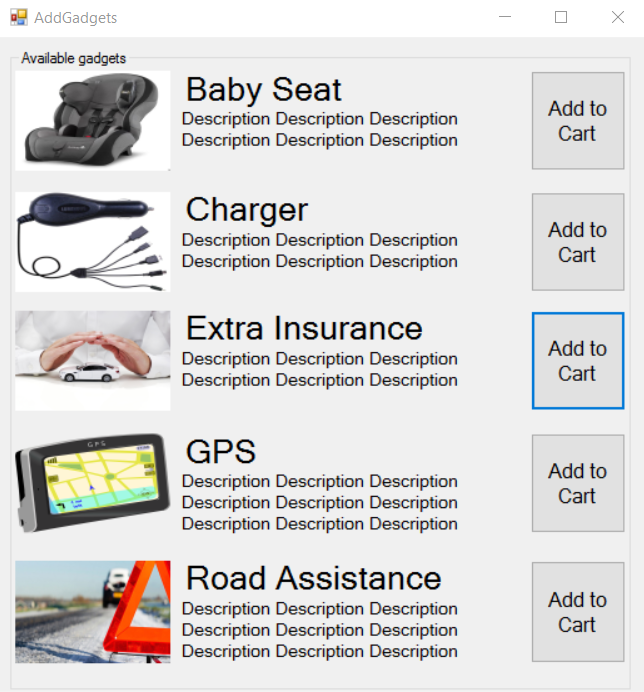 AddGadgets
Available gadgets
Baby Seat
Description Description Description
Description Description Description
Add to
Cart
Charger
Description Description Description
Description Description Description
Add to
Cart
Extra Insurance
Description Description Description
Description Description Description
Add to
Cart
GPS
GPS
Description Description Description
Description Description Description
Description Description Description
Add to
Cart
Road Assistance
Description Description Description
Description Description Description
Description Description Description
Add to
Cart